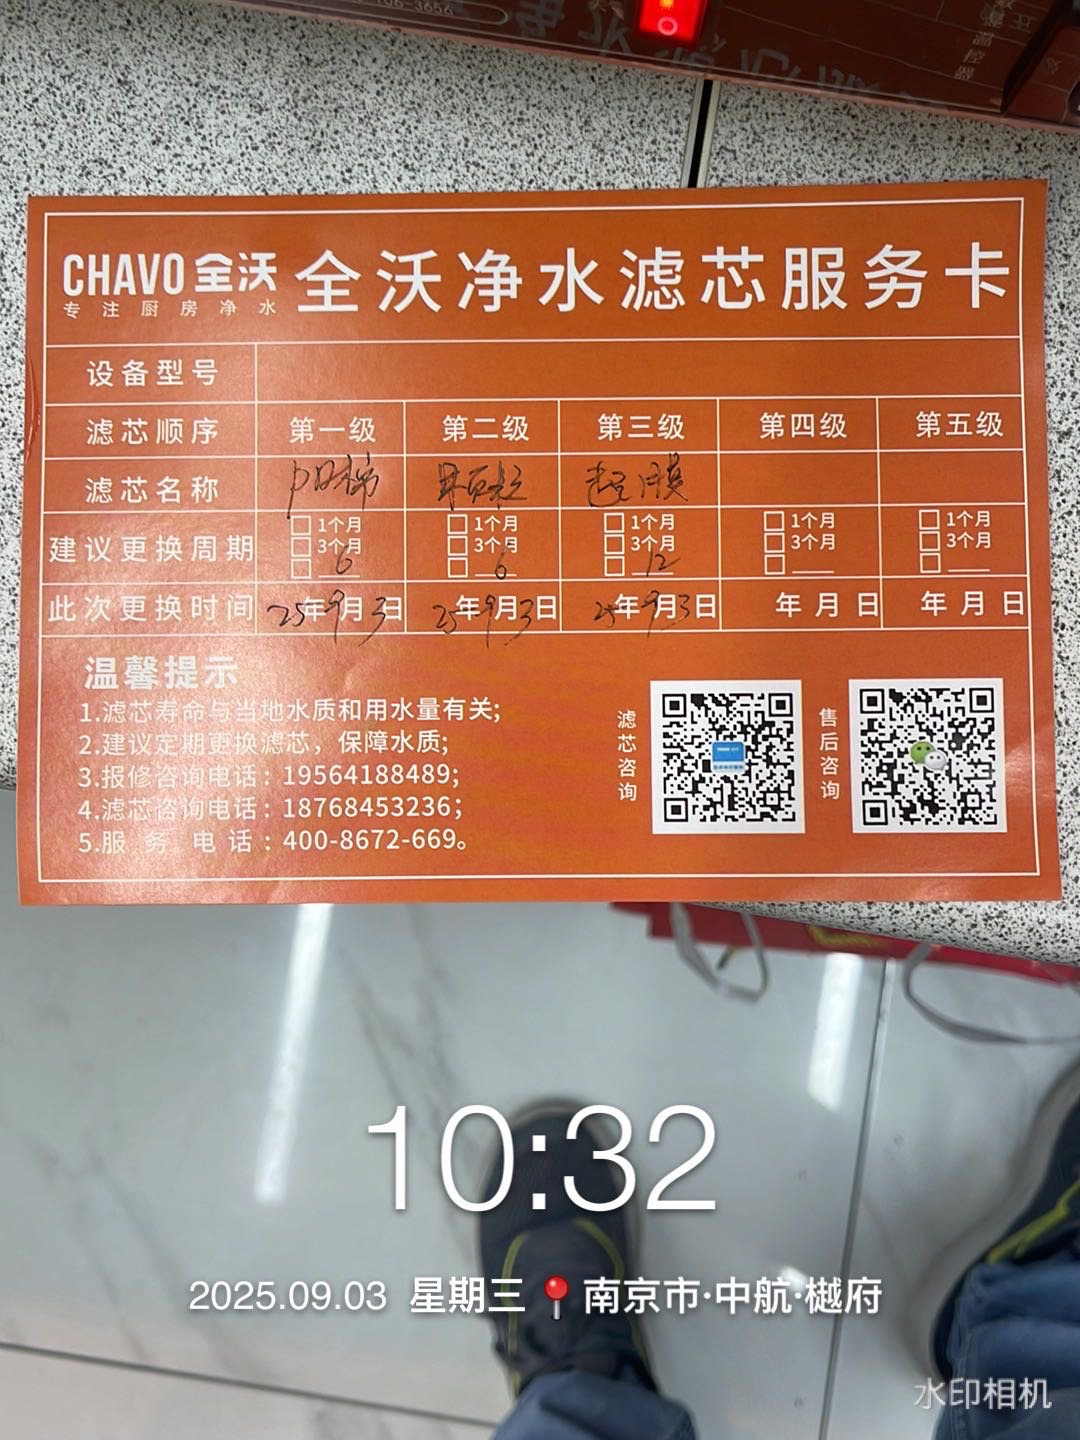 CHAVO 全沃 全沃净水滤芯服务卡
专注厨房净水
设备型号
滤芯顺序 第一级 第二级 第三级 第四级 第五级
滤芯名称 超滤膜
建议更换周期 □1个月 □1个月 □1个月 □1个月 □1个月
□3个月 □3个月 □3个月 □3个月 □3个月
□6 □6 □12 □__ □__
此次更换时间 25年9月3日 25年9月3日 25年9月3日 年月日 年月日
温馨提示
1.滤芯寿命与当地水质和用水量有关;
2.建议定期更换滤芯，保障水质;
3.报修咨询电话: 19564188489;
4.滤芯咨询电话: 18768453236;
5.服务电话: 400-8672-669。
滤芯咨询
售后咨询
10:32
2025.09.03 星期三 南京市·中航·樾府
水印相机